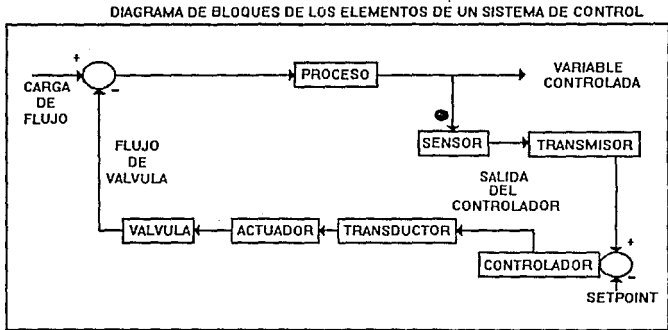 DIAGRAMA DE BLOQUES DE LOS ELEMENTOS DE UN SISTEMA DE CONTROL
+
-
CARGA
DE
FLUJO
PROCESO
VARIABLE
CONTROLADA
SENSOR
TRANSMISOR
FLUJO
DE
VALVULA
SALIDA
DEL
CONTROLADOR
VALVULA
ACTUADOR
TRANSDUCTOR
CONTROLADOR
+
-
SETPOINT